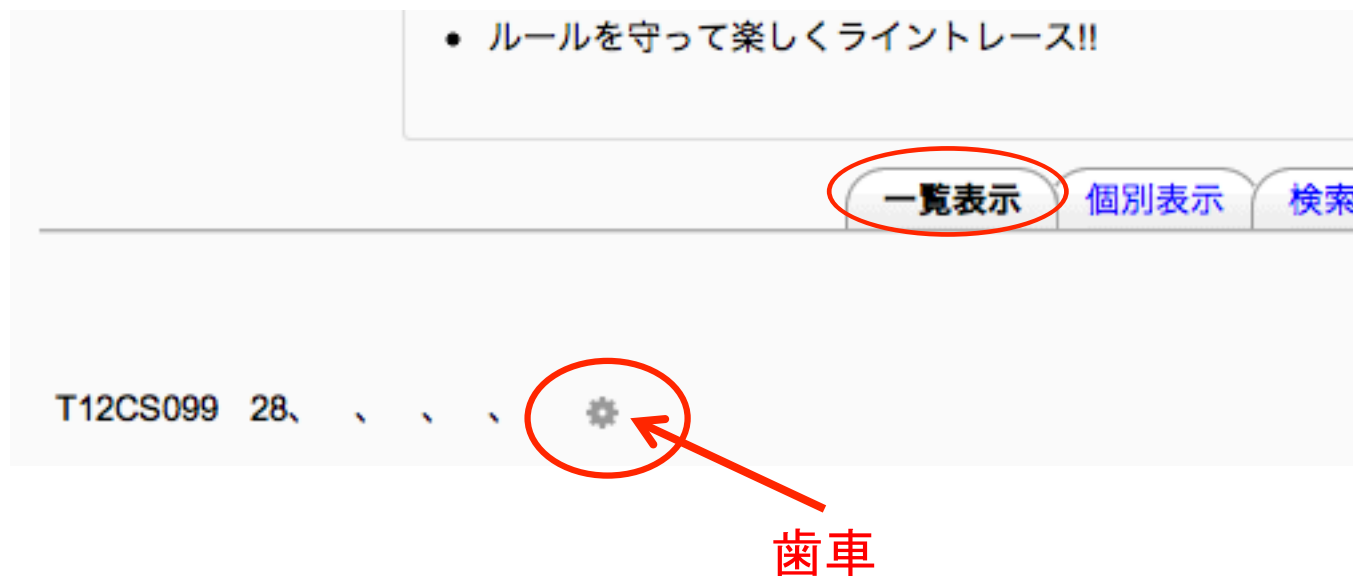 • ルールを守って楽しくライントレース!!
一覧表示 個別表示 検索
T12CS099 28、 、 、 、
歯車